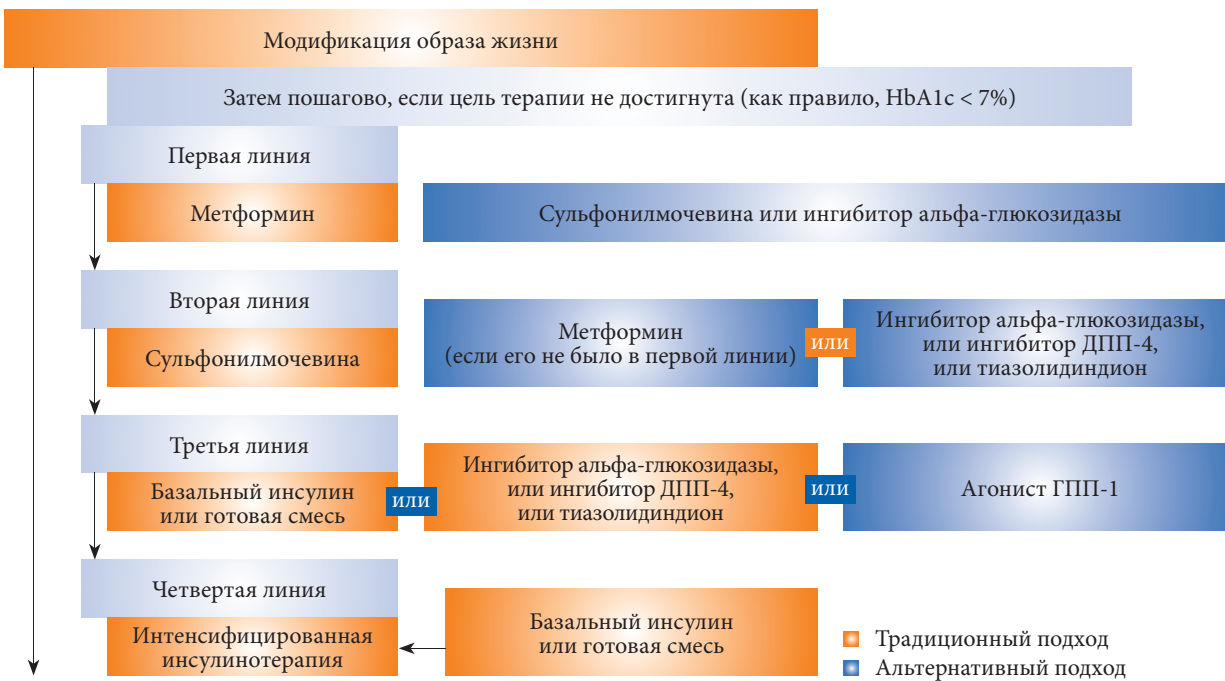 Модификация образа жизни
Затем пошагово, если цель терапии не достигнута (как правило, HbA1c < 7%)
Первая линия
Метформин
Сульфонилмочевина или ингибитор альфа-глюкозидазы
Вторая линия
Сульфонилмочевина
Метформин
(если его не было в первой линии)
или
Ингибитор альфа-глюкозидазы,
или ингибитор ДПП-4,
или тиазолидиндион
Третья линия
Базальный инсулин
или готовая смесь
или
Ингибитор альфа-глюкозидазы,
или ингибитор ДПП-4,
или тиазолидиндион
или
Агонист ГПП-1
Четвертая линия
Интенсифицированная
инсулинотерапия
Базальный инсулин
или готовая смесь
Традиционный подход
Альтернативный подход